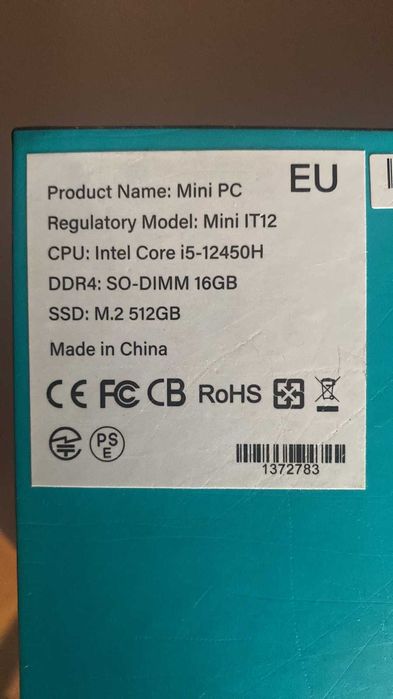 EU
Product Name: Mini PC
Regulatory Model: Mini IT12
CPU: Intel Core i5-12450H
DDR4: SO-DIMM 16GB
SSD: M.2 512GB
Made in China
CE FC CB RoHS
PS
E
1372783